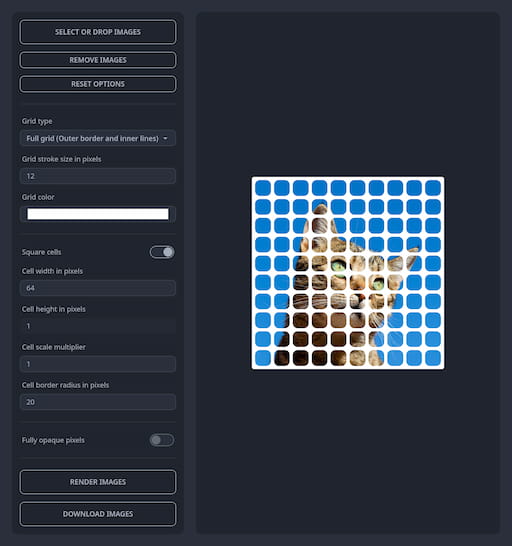 SELECT OR DROP IMAGES
REMOVE IMAGES
RESET OPTIONS
Grid type
Full grid (Outer border and inner lines)
Grid stroke size in pixels
12
Grid color
Square cells
Cell width in pixels
64
Cell height in pixels
1
Cell scale multiplier
1
Cell border radius in pixels
20
Fully opaque pixels
RENDER IMAGES
DOWNLOAD IMAGES